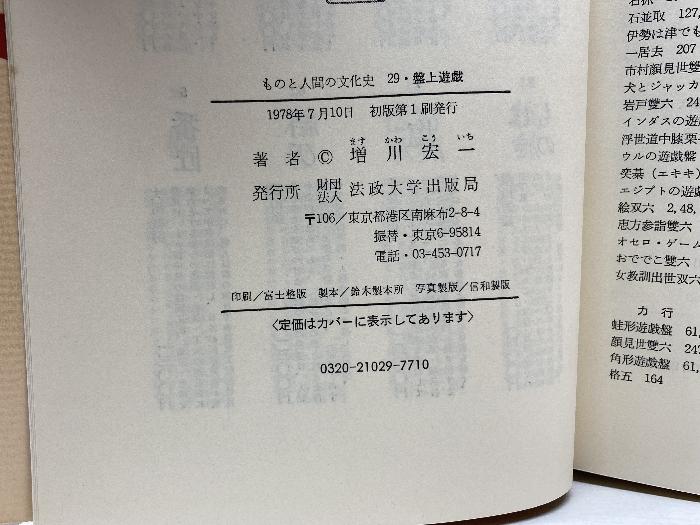 ものと人間の文化史 29・盤上遊戯
1978年7月10日 初版第1刷発行
ます かわ こう いち
著者 © 増川宏一
発行所 財団法人 法政大学出版局
〒106/東京都港区南麻布2-8-4
振替・東京6-95814
電話・03-453-0717
印刷/富士整版 製本/鈴木製本所 写真製版/信和製版
〈定価はカバーに表示してあります〉
0320-21029-7710
石並取 127,
伊勢は津でも
一居去 207
市村顔見世雙
犬とジャッカ
岩戸雙六 24
インダスの遊
浮世道中膝栗
ウルの遊戯盤
奕棊(エキキ)
エジプトの遊
絵双六 2, 48,
恵方参詣雙六
オセロ・ゲーム
おででこ雙六
女教訓出世双六
カ行
蛙形遊戯盤 61,
顔見世雙六 247
角形遊戯盤 61,
格五 164